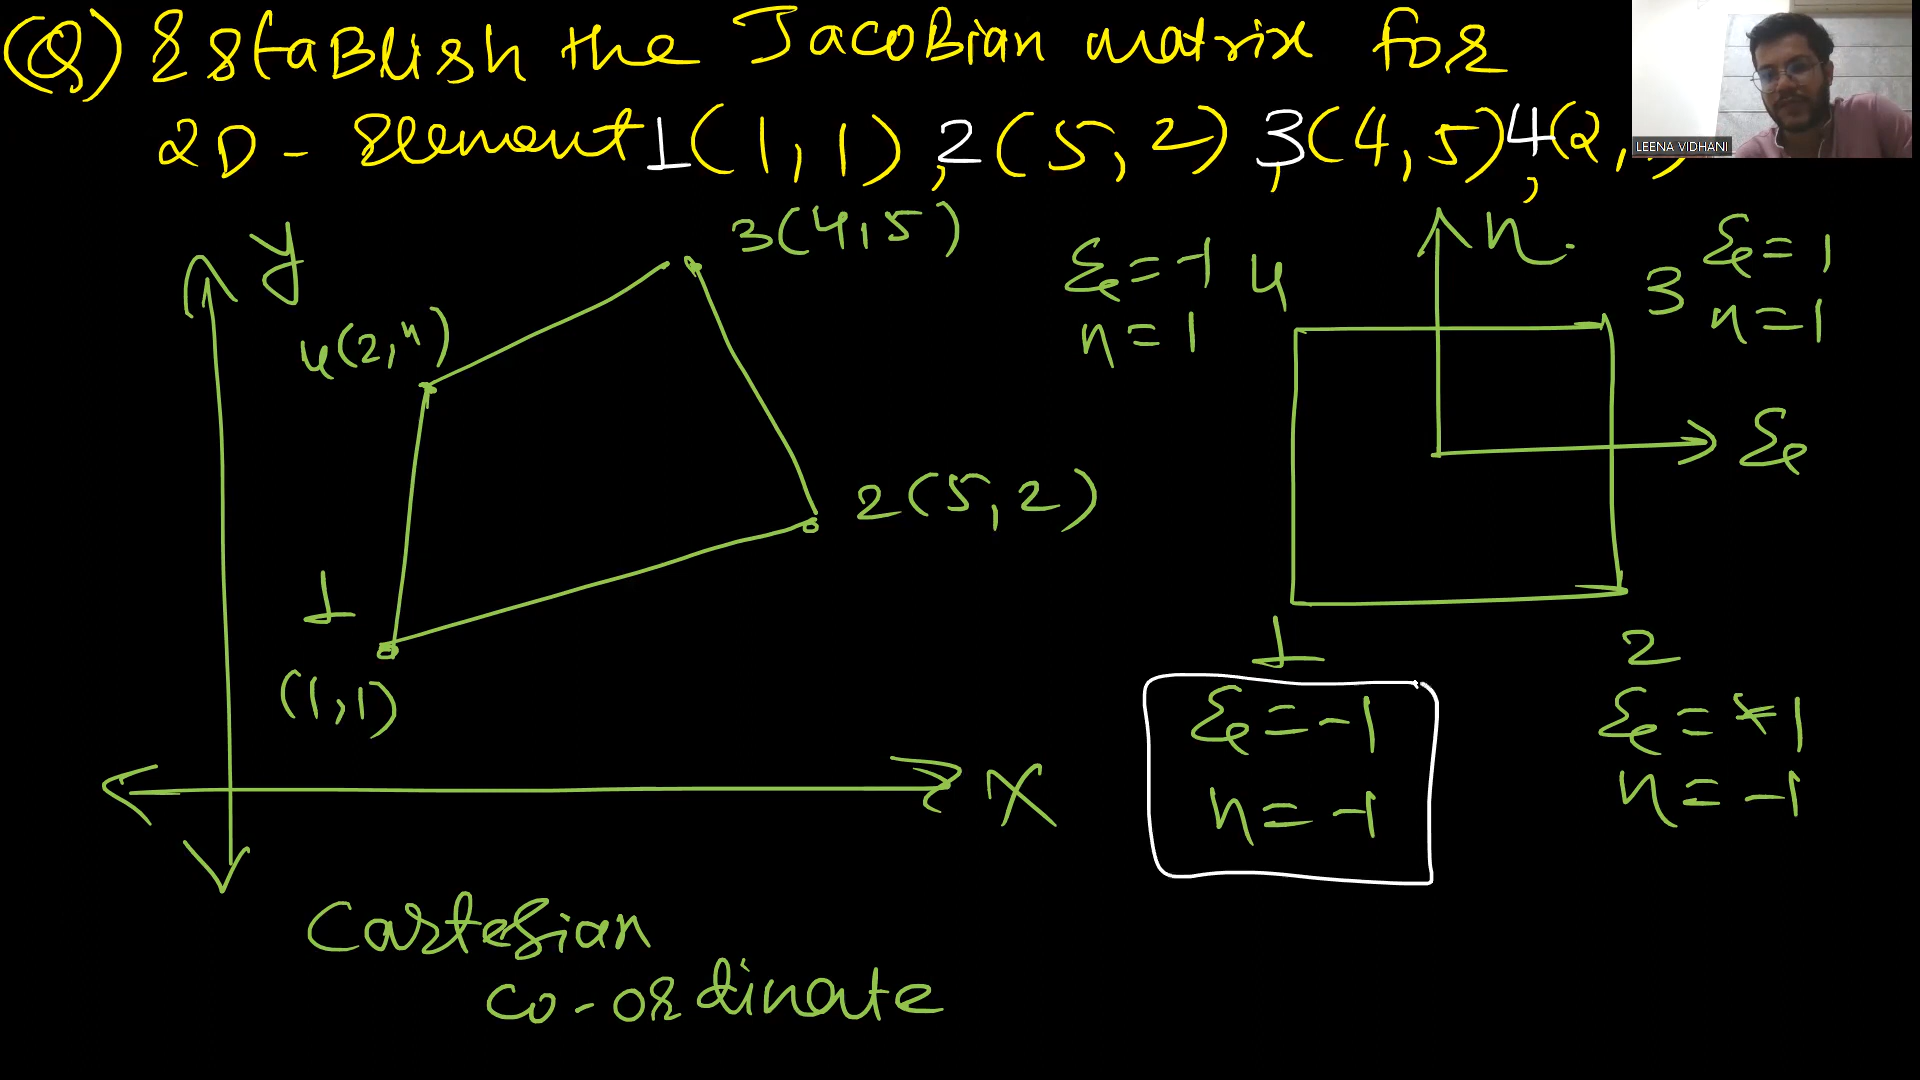 (Q) Establish the Jacobian matrix for
2D - Element 1(1,1), 2(5,2), 3(4,5), 4(2,
LEENA VIDHANI
y
3(4,5)
4(2,4)
2(5,2)
1
(1,1)
X
Cartesian
co-ordinate
ξ=-1 4
η=1
η
3 ξ=1
η=1
ξ
1
ξ=-1
η=-1
2
ξ=1
η=-1